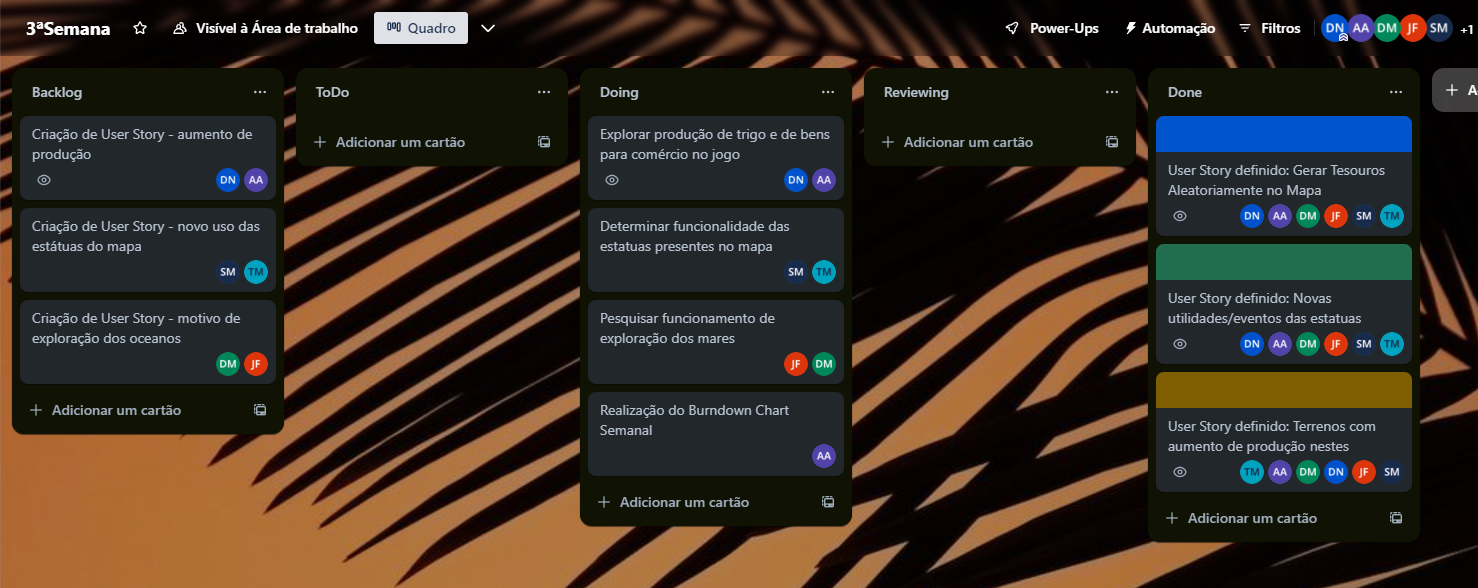 3ªSemana
Visível à Área de trabalho
Quadro
Power-Ups
Automação
Filtros
DN AA DM JF SM +1
Backlog
Criação de User Story - aumento de
produção
DN AA
Criação de User Story - novo uso das
estátuas do mapa
SM TM
Criação de User Story - motivo de
exploração dos oceanos
DM JF
Adicionar um cartão
ToDo
Adicionar um cartão
Doing
Explorar produção de trigo e de bens
para comércio no jogo
DN AA
Determinar funcionalidade das
estatuas presentes no mapa
SM TM
Pesquisar funcionamento de
exploração dos mares
JF DM
Realização do Burndown Chart
Semanal
AA
Adicionar um cartão
Reviewing
Adicionar um cartão
Done
User Story definido: Gerar Tesouros
Aleatoriamente no Mapa
DN AA DM JF SM TM
User Story definido: Novas
utilidades/eventos das estatuas
DN AA DM JF SM TM
User Story definido: Terrenos com
aumento de produção nestes
TM AA DM DN JF SM
Adicionar um cartão